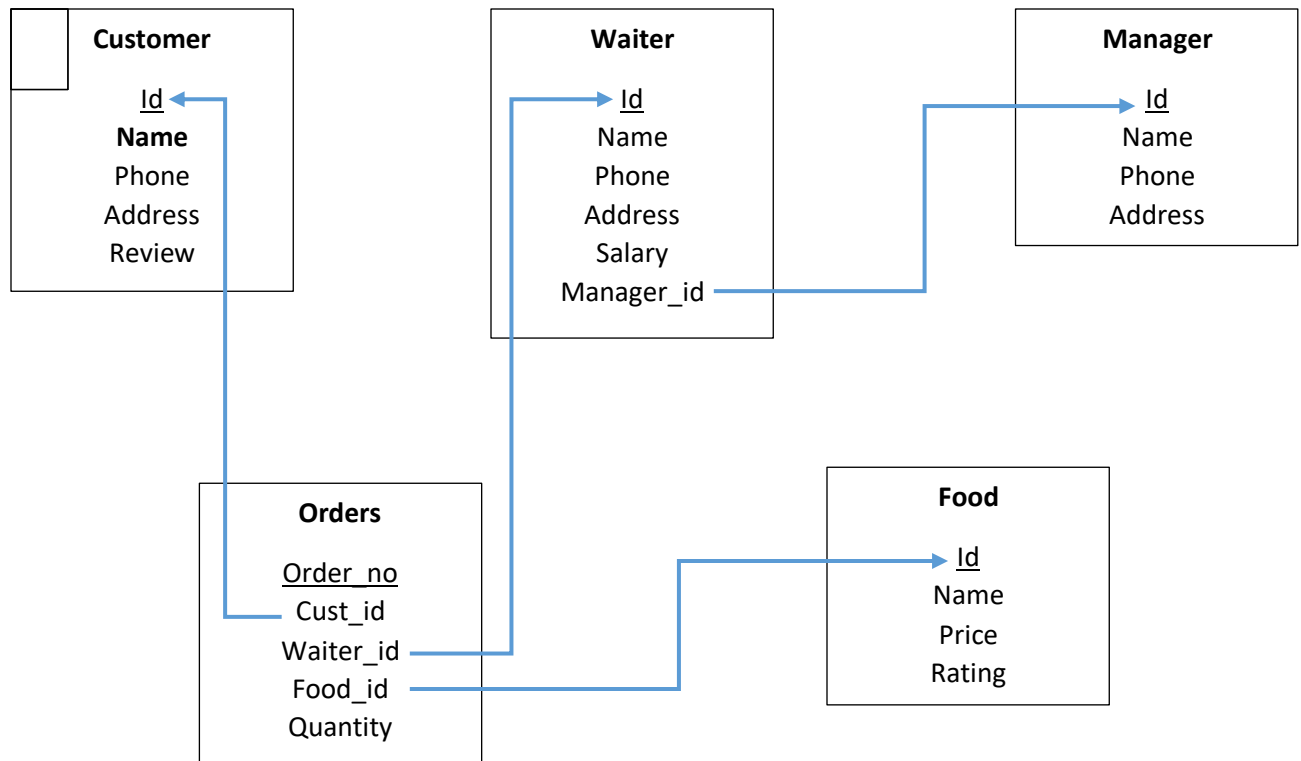 Customer
Id
Name
Phone
Address
Review
Waiter
Id
Name
Phone
Address
Salary
Manager_id
Manager
Id
Name
Phone
Address
Orders
Order_no
Cust_id
Waiter_id
Food_id
Quantity
Food
Id
Name
Price
Rating